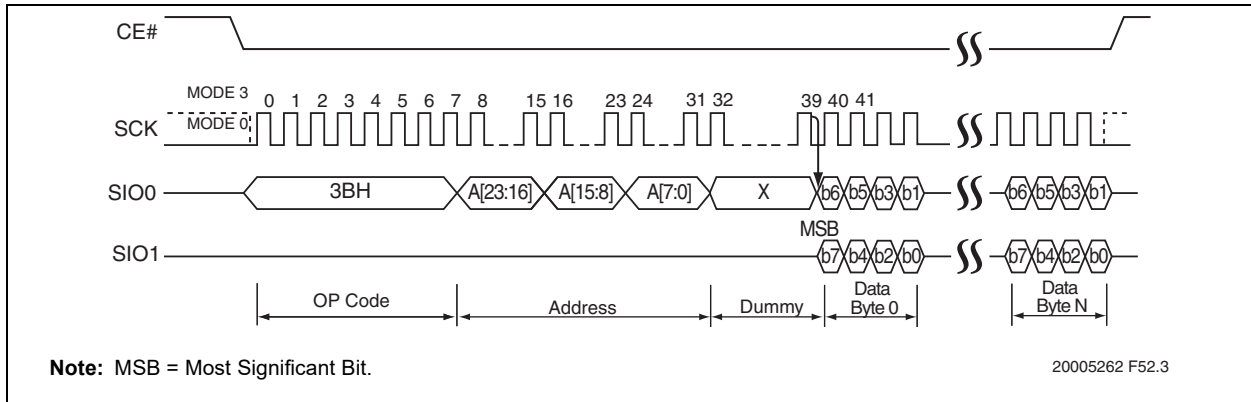 CE#
MODE 3
0 1 2 3 4 5 6 7 8 15 16 23 24 31 32 39 40 41
SCK
MODE 0
SIO0
3BH
A[23:16]
A[15:8]
A[7:0]
X
b6 b5 b3 b1
b6 b5 b3 b1
MSB
SIO1
b7 b4 b2 b0
b7 b4 b2 b0
OP Code
Address
Dummy
Data
Byte 0
Data
Byte N
Note: MSB = Most Significant Bit.
20005262 F52.3